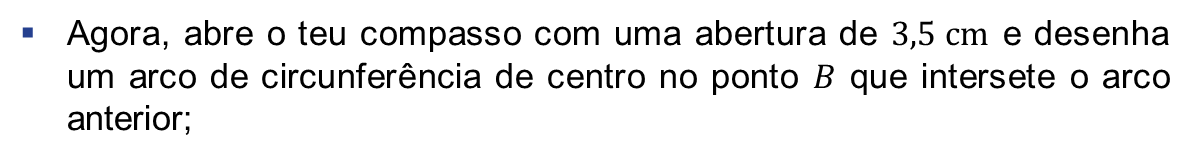 ▪ Agora, abre o teu compasso com uma abertura de 3,5 cm e desenha
um arco de circunferência de centro no ponto B que intersete o arco
anterior;